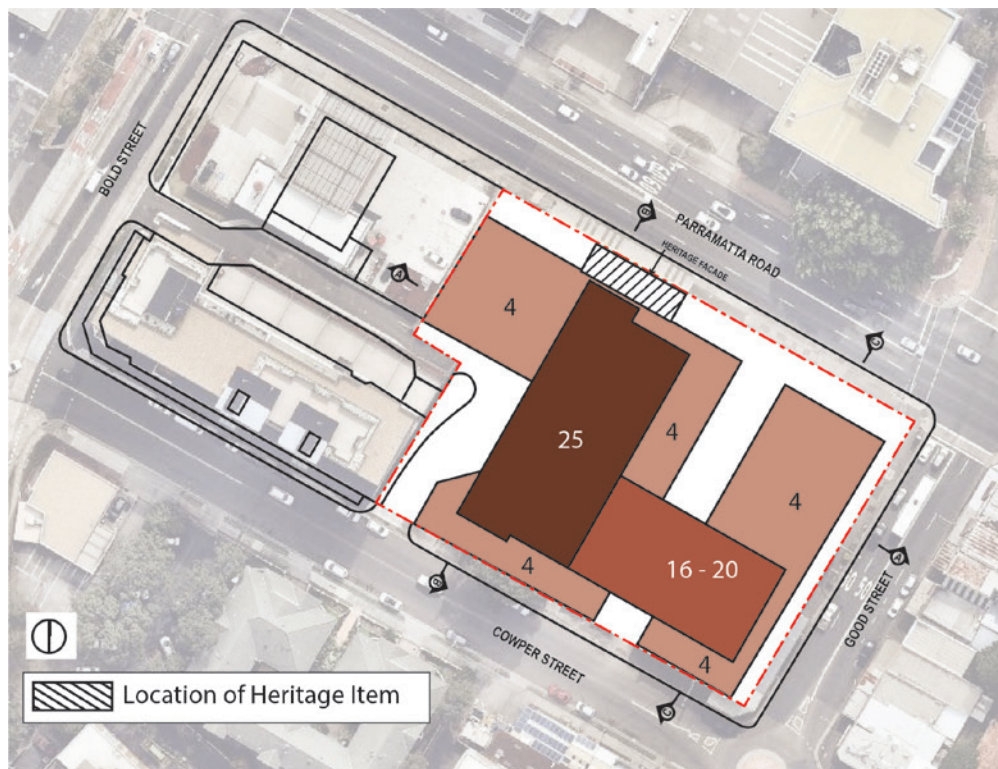 BOLD STREET
B
PARRAMATTA ROAD
HERITAGE FACADE
A
4
C
25
4
4
16 - 20
4
A
B
4
GOOD STREET
COWPER STREET
C
Location of Heritage Item